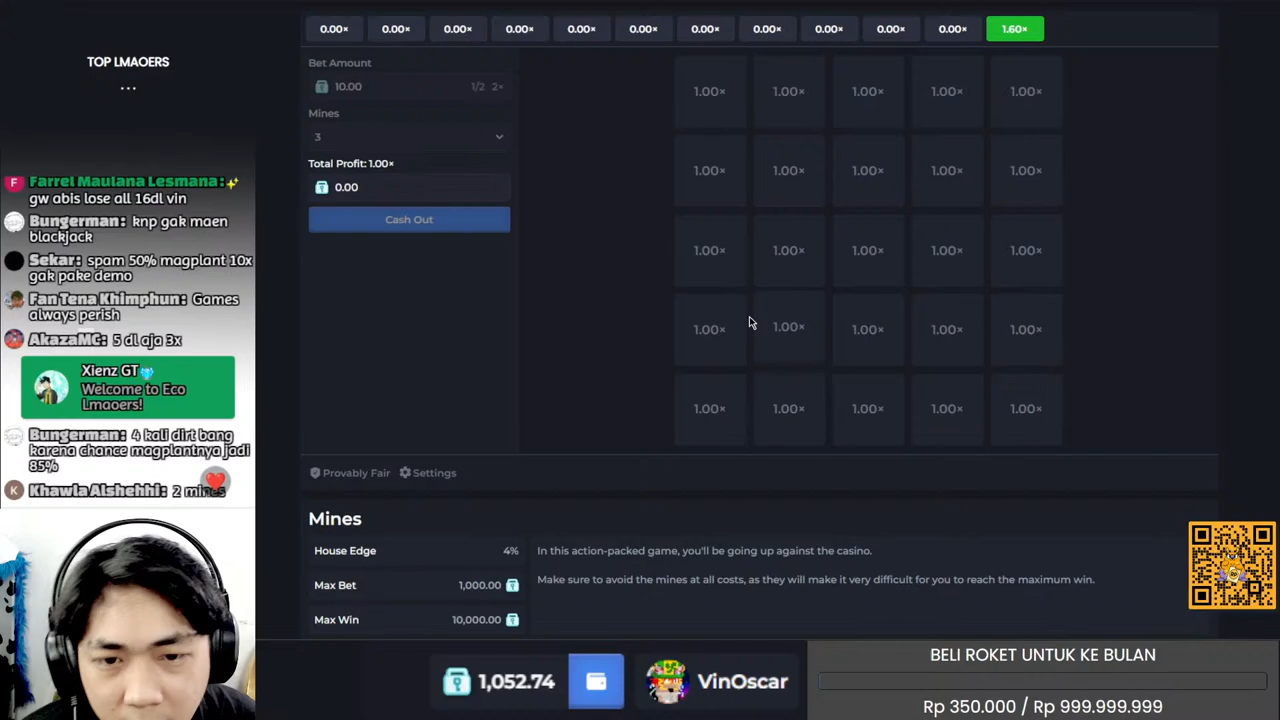 0.00× 0.00× 0.00× 0.00× 0.00× 0.00× 0.00× 0.00× 0.00× 0.00× 0.00× 1.60×
TOP LMAOERS
...
Farrel Maulana Lesmana:✨
gw abis lose all 16dl vin
Bungerman: knp gak maen
blackjack
Sekar: spam 50% magplant 10x
gak pake demo
Fan Tena Khimphun: Games
always perish
AkazaMC: 5 dl aja 3x
Xienz GT
Welcome to Eco
Lmaoers!
Bungerman: 4 kali dirt bang
karena chance magplantnya jadi
85%
Khawla Alshehhi: 2 mines
Bet Amount
10.00 1/2 2×
Mines
3
Total Profit: 1.00×
0.00
Cash Out
1.00× 1.00× 1.00× 1.00× 1.00×
1.00× 1.00× 1.00× 1.00× 1.00×
1.00× 1.00× 1.00× 1.00× 1.00×
1.00× 1.00× 1.00× 1.00× 1.00×
1.00× 1.00× 1.00× 1.00× 1.00×
Provably Fair Settings
Mines
House Edge 4%
Max Bet 1,000.00
Max Win 10,000.00
In this action-packed game, you'll be going up against the casino.
Make sure to avoid the mines at all costs, as they will make it very difficult for you to reach the maximum win.
1,052.74
VinOscar
BELI ROKET UNTUK KE BULAN
Rp 350.000 / Rp 999.999.999